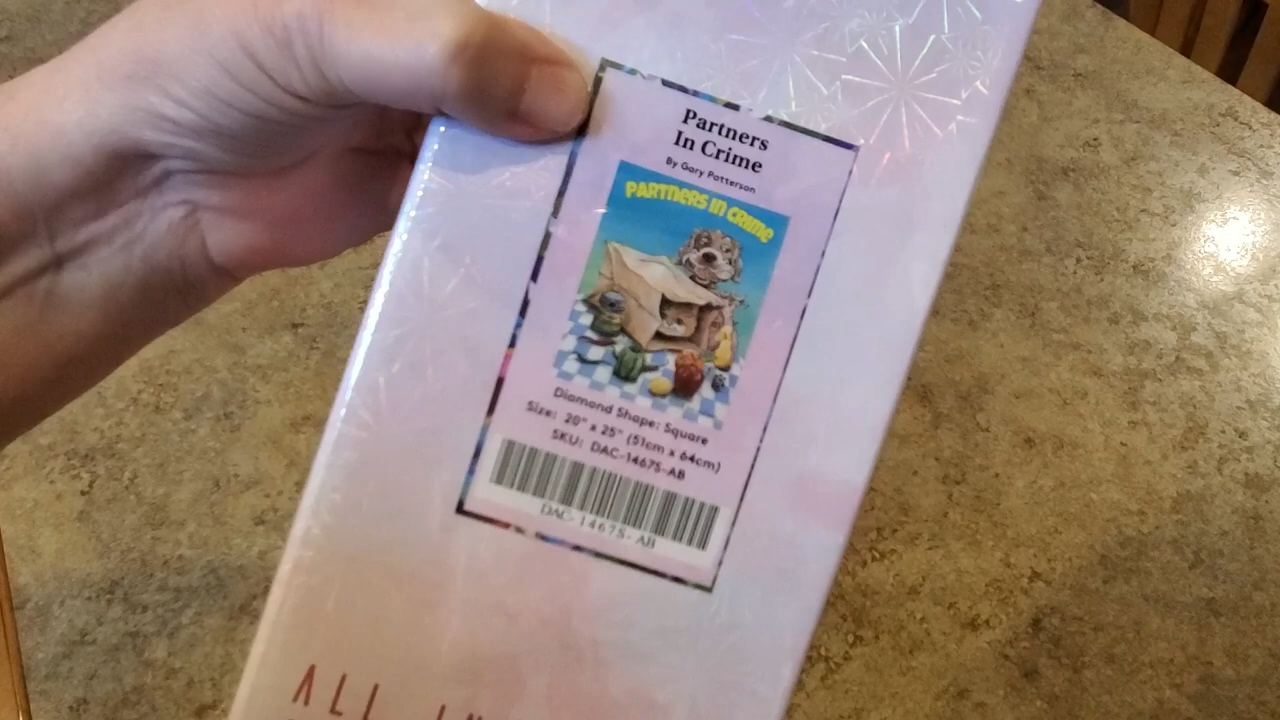 Partners
In Crime
By Gary Patterson
PARTNERS IN CRIME
Diamond Shape: Square
Size: 20" x 25" (51cm x 64cm)
SKU: DAC-14675-AB
DAC-14675-AB
ALL